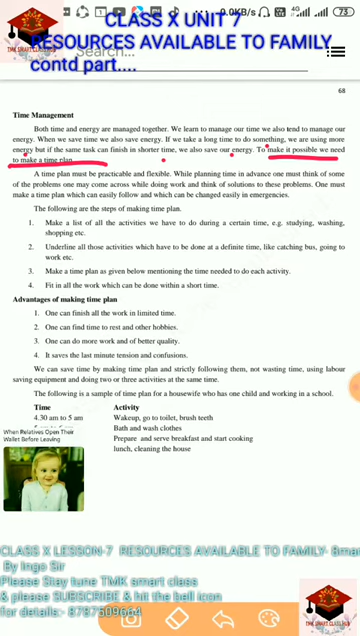 CLASS X UNIT 7
0.0KB/s 4G 73
RESOURCES AVAILABLE TO FAMILY
Search...
contd part....
TMK SMART CLASSES
68
Time Management
Both time and energy are managed together. We learn to manage our time we also tend to manage our
energy. When we save time we also save energy. If we take a long time to do something, we are using more
energy but if the same task can finish in shorter time, we also save our energy. To make it possible we need
to make a time plan.
A time plan must be practicable and flexible. While planning time in advance one must think of some
of the problems one may come across while doing work and think of solutions to these problems. One must
make a time plan which can easily follow and which can be changed easily in emergencies.
The following are the steps of making time plan.
1. Make a list of all the activities we have to do during a certain time, e.g. studying, washing,
shopping etc.
2. Underline all those activities which have to be done at a definite time, like catching bus, going to
work etc.
3. Make a time plan as given below mentioning the time needed to do each activity.
4. Fit in all the work which can be done within a short time.
Advantages of making time plan
1. One can finish all the work in limited time.
2. One can find time to rest and other hobbies.
3. One can do more work and of better quality.
4. It saves the last minute tension and confusions.
We can save time by making time plan and strictly following them, not wasting time, using labour
saving equipment and doing two or three activities at the same time.
The following is a sample of time plan for a housewife who has one child and working in a school.
Time Activity
4.30 am to 5 am Wakeup, go to toilet, brush teeth
Bath and wash clothes
When Relatives Open Their
Wallet Before Leaving
Prepare and serve breakfast and start cooking
lunch, cleaning the house
CLASS X LESSON-7 RESOURCES AVAILABLE TO FAMILY- 8mar
By Ingo Sir
Please Stay tune TMK smart class
& please SUBSCRIBE & hit the bell icon
for details:- 8787509664
TMK SMART CLASSES